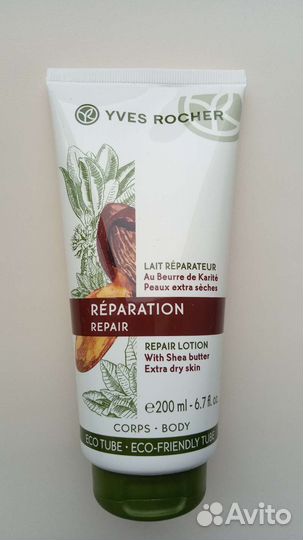 YVES ROCHER
LAIT RÉPARATEUR
Au Beurre de Karité
Peaux extra sèches
RÉPARATION
REPAIR
REPAIR LOTION
With Shea butter
Extra dry skin
e200 ml - 6.7 fl. oz.
CORPS • BODY
ECO TUBE • ECO-FRIENDLY TUBE
Avito